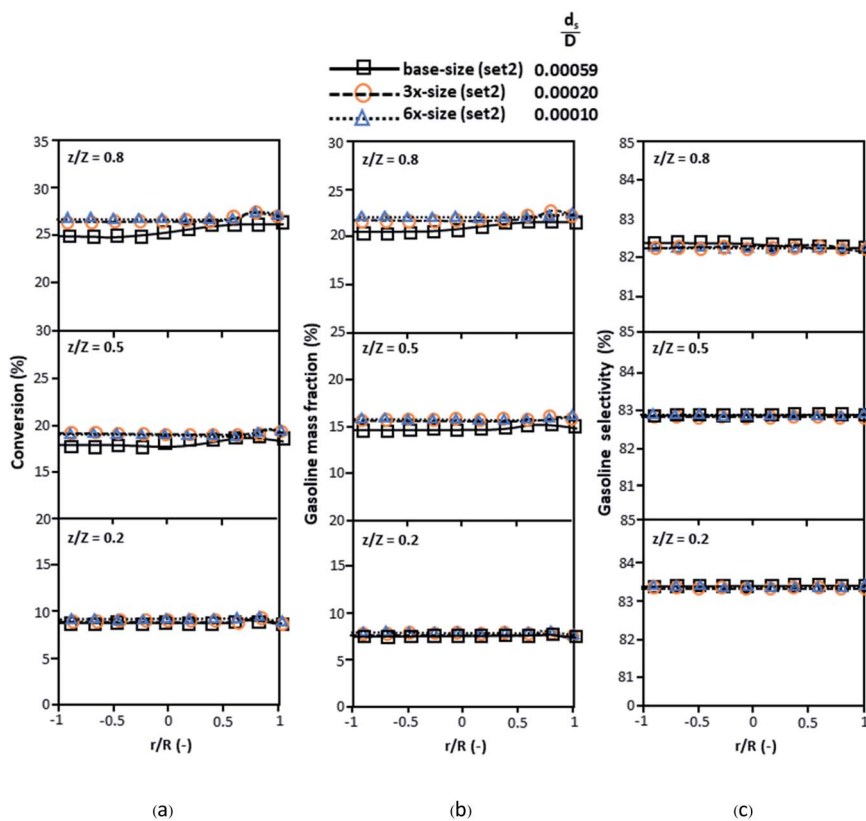 d_s
D
base-size (set2) 0.00059
3x-size (set2) 0.00020
6x-size (set2) 0.00010
35
z/Z = 0.8
30
25
20
30
z/Z = 0.5
25
20
15
20
z/Z = 0.2
15
10
5
0
-1 -0.5 0 0.5 1
r/R (-)
Conversion (%)
(a)
30
z/Z = 0.8
25
20
15
25
z/Z = 0.5
20
15
10
20
z/Z = 0.2
15
10
5
0
-1 -0.5 0 0.5 1
r/R (-)
Gasoline mass fraction (%)
(b)
85
z/Z = 0.8
84
83
82
81
85
z/Z = 0.5
84
83
82
81
85
z/Z = 0.2
84
83
82
81
0
-1 -0.5 0 0.5 1
r/R (-)
Gasoline selectivity (%)
(c)